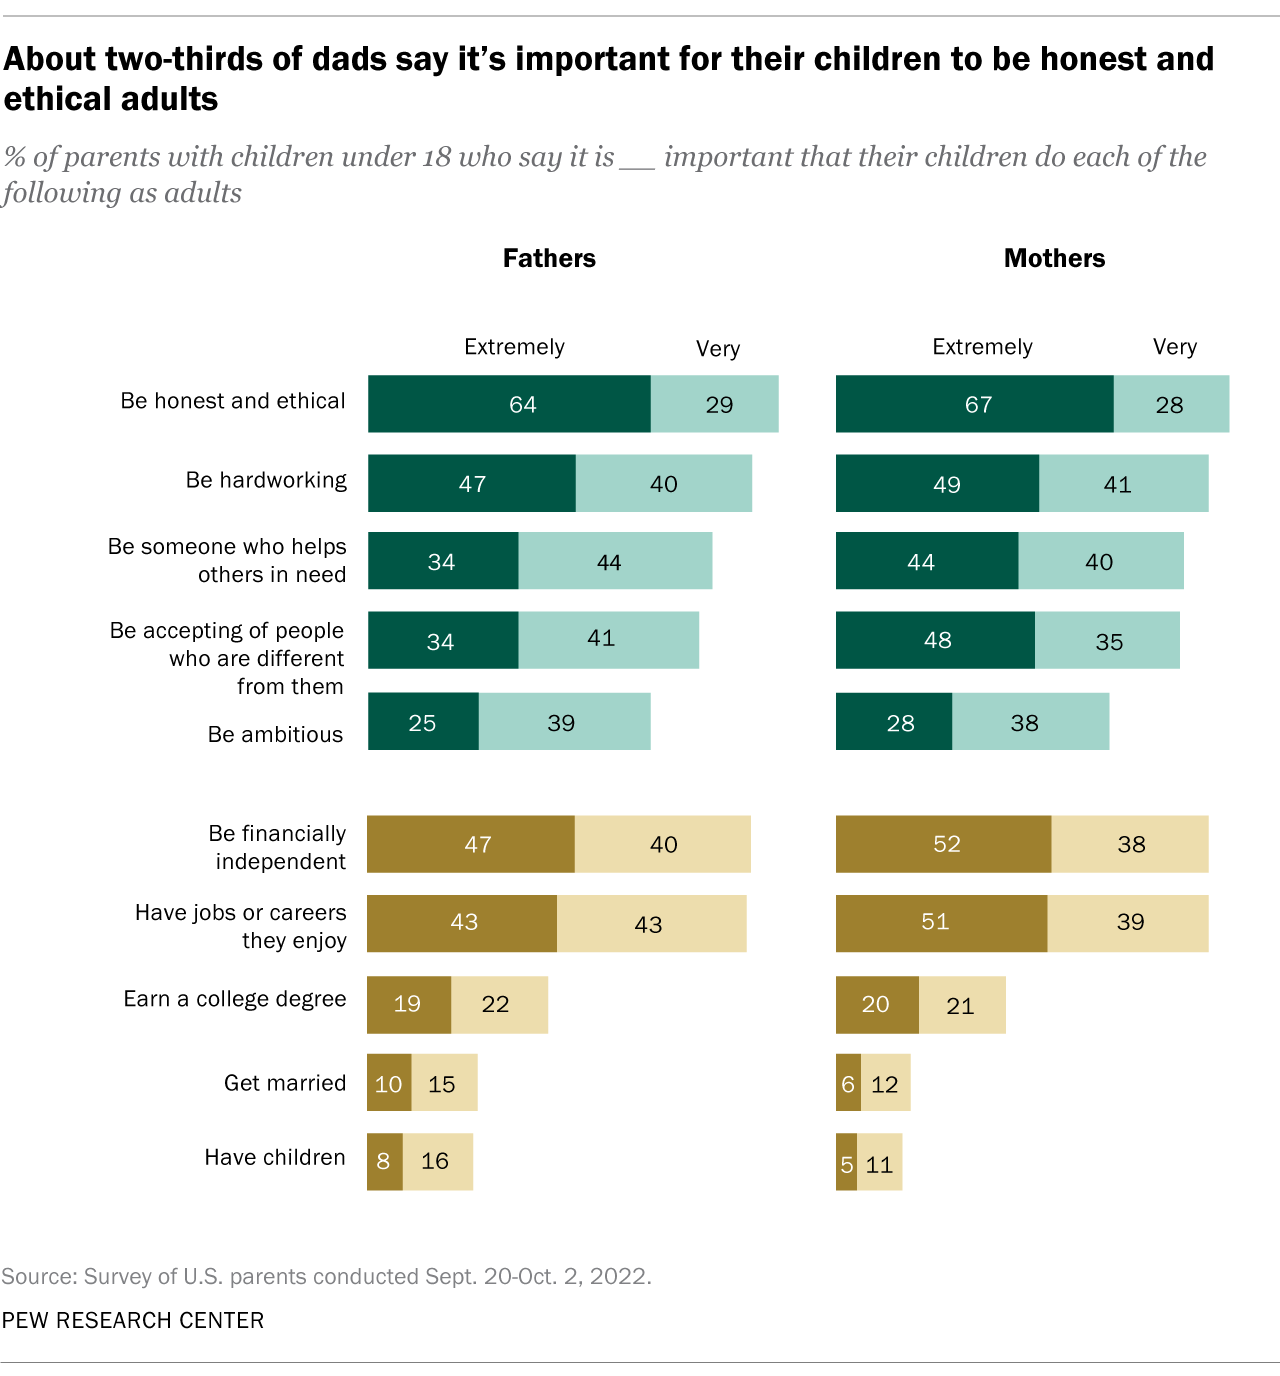 About two-thirds of dads say it’s important for their children to be honest and
ethical adults
% of parents with children under 18 who say it is __ important that their children do each of the
following as adults
Fathers Mothers
Extremely Very Extremely Very
Be honest and ethical 64 29 67 28
Be hardworking 47 40 49 41
Be someone who helps
others in need 34 44 44 40
Be accepting of people
who are different
from them 34 41 48 35
Be ambitious 25 39 28 38
Be financially
independent 47 40 52 38
Have jobs or careers
they enjoy 43 43 51 39
Earn a college degree 19 22 20 21
Get married 10 15 6 12
Have children 8 16 5 11
Source: Survey of U.S. parents conducted Sept. 20-Oct. 2, 2022.
PEW RESEARCH CENTER